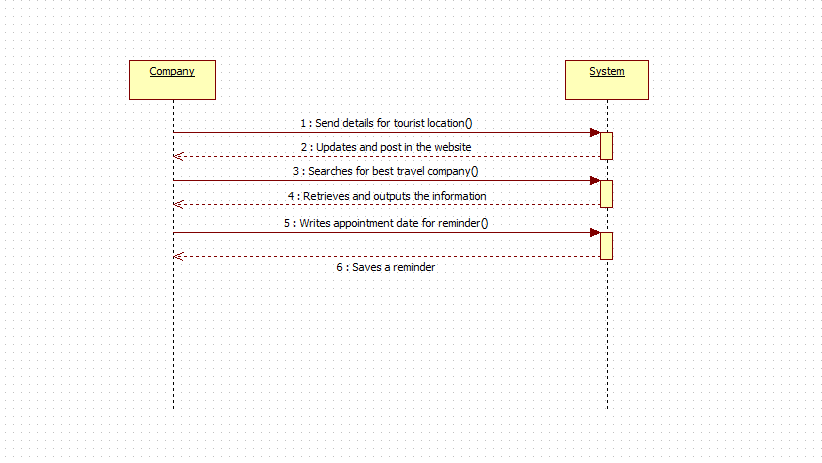 Company
System
1 : Send details for tourist location()
2 : Updates and post in the website
3 : Searches for best travel company()
4 : Retrieves and outputs the information
5 : Writes appointment date for reminder()
6 : Saves a reminder